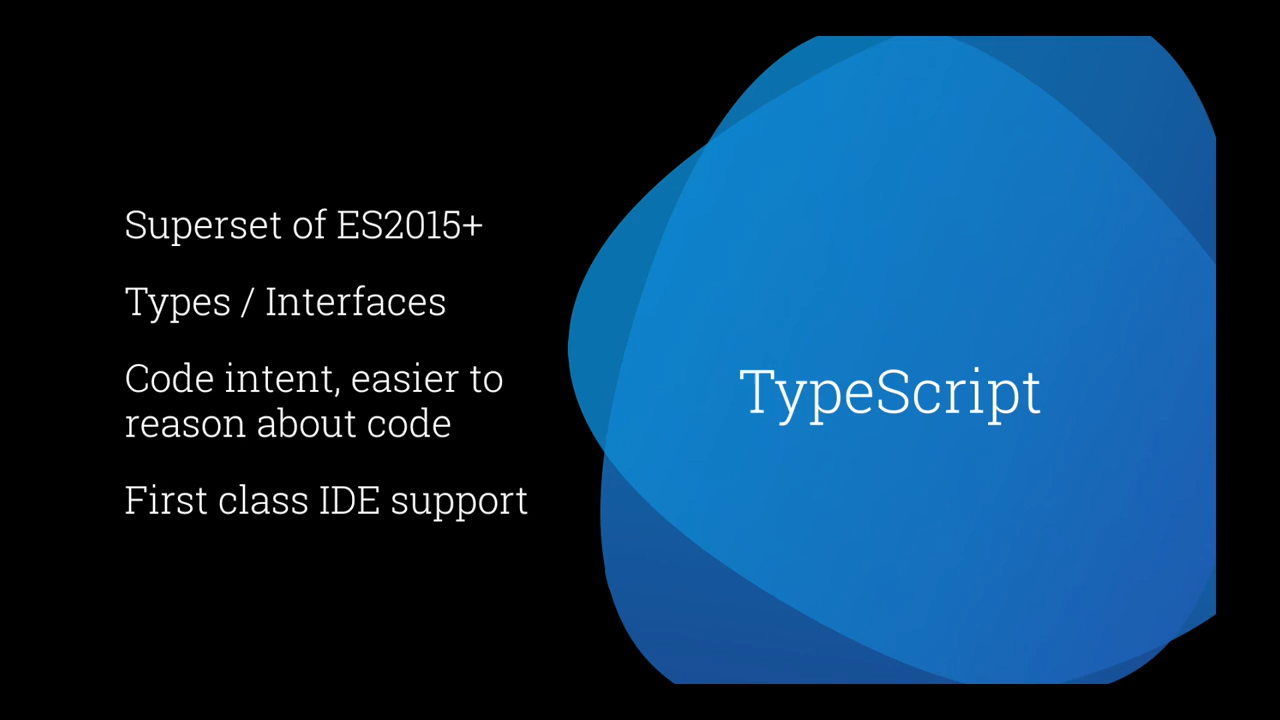 Superset of ES2015+
Types / Interfaces
Code intent, easier to
reason about code
First class IDE support
TypeScript